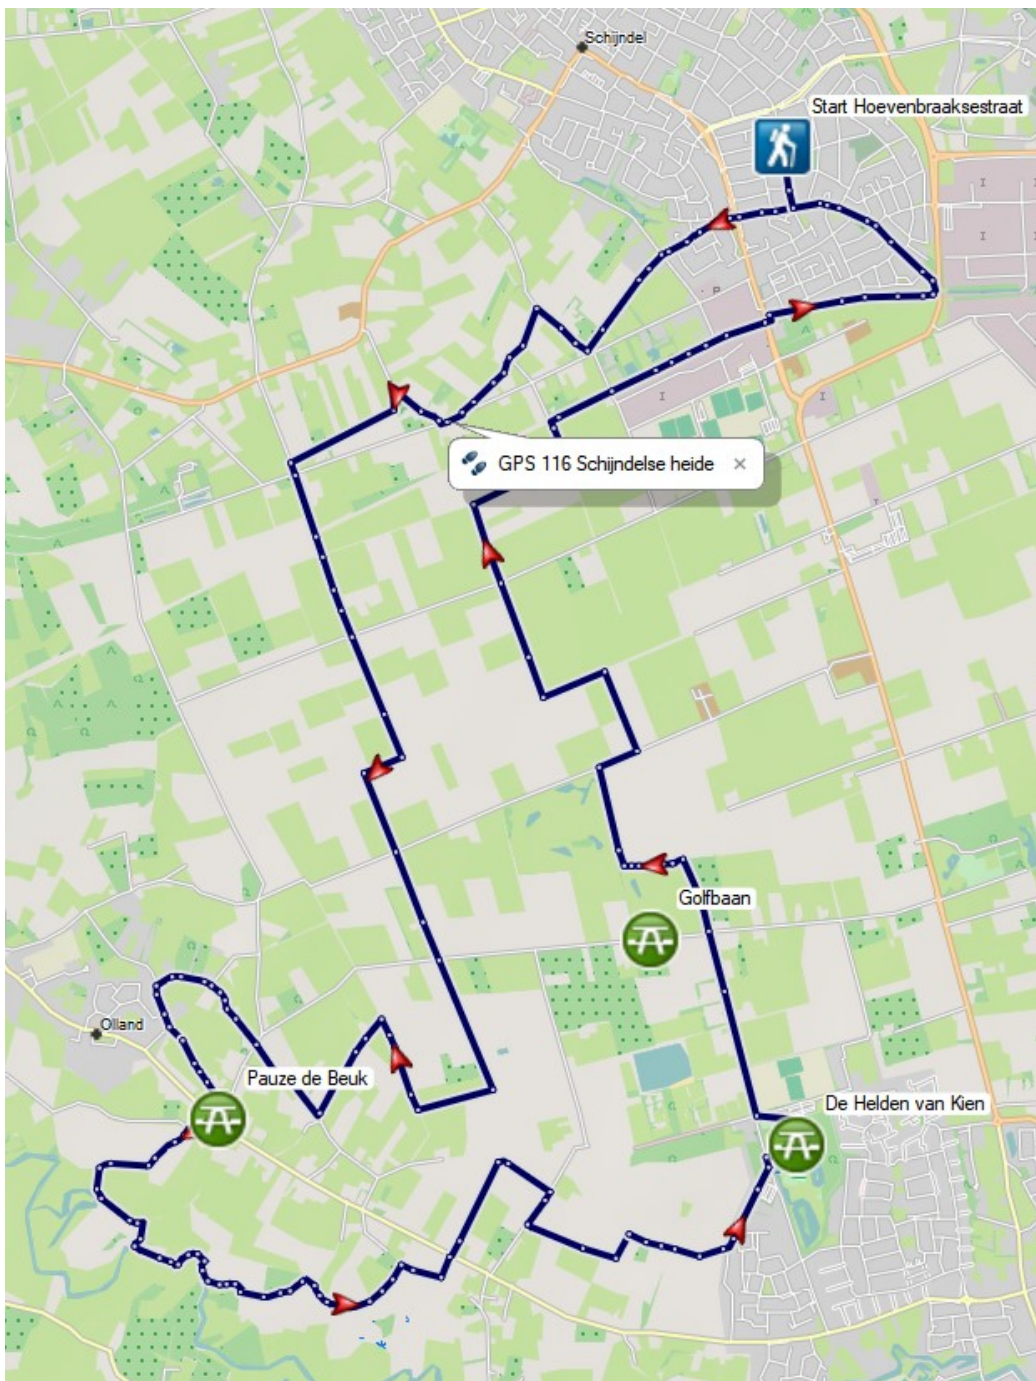 Schijndel
Start Hoevenbraaksestraat
P
I
I
I
GPS 116 Schijndelse heide
I
Golfbaan
Olland
Pauze de Beuk
De Helden van Kien